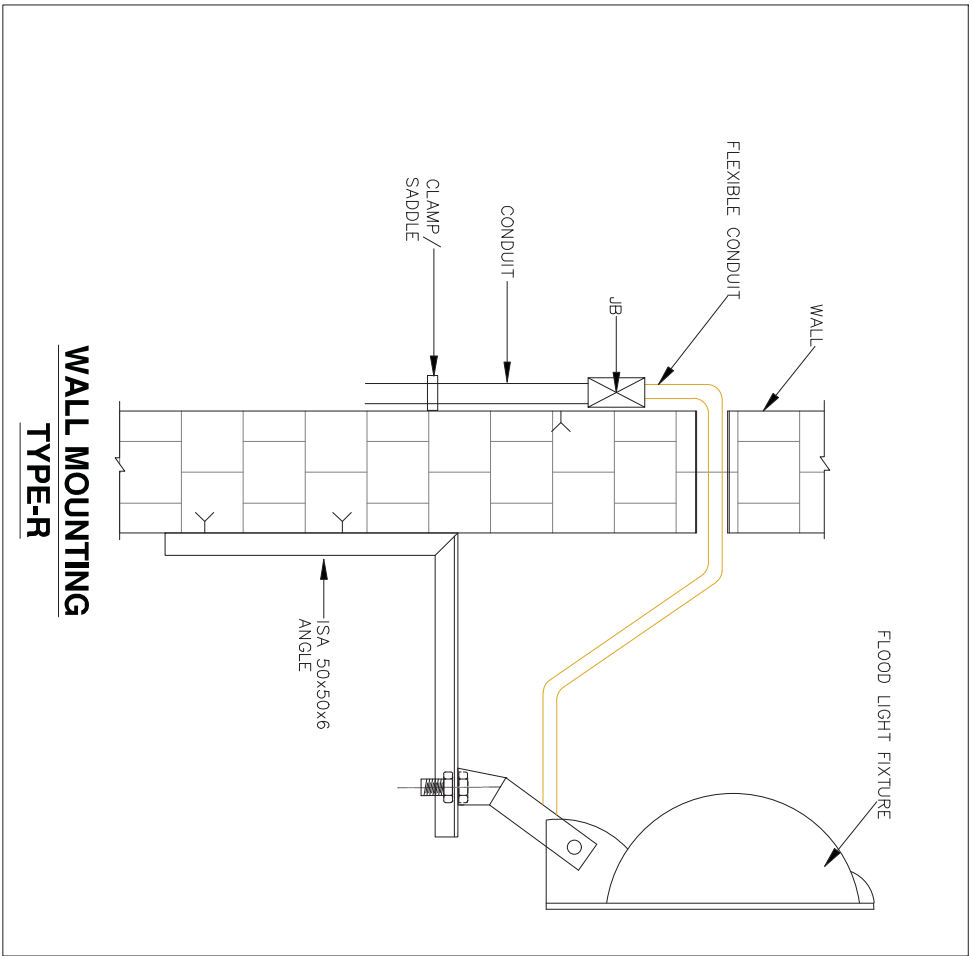 FLOOD LIGHT FIXTURE
WALL
FLEXIBLE CONDUIT
JB
CONDUIT
CLAMP/
SADDLE
ISA 50x50x6
ANGLE
WALL MOUNTING
TYPE-R